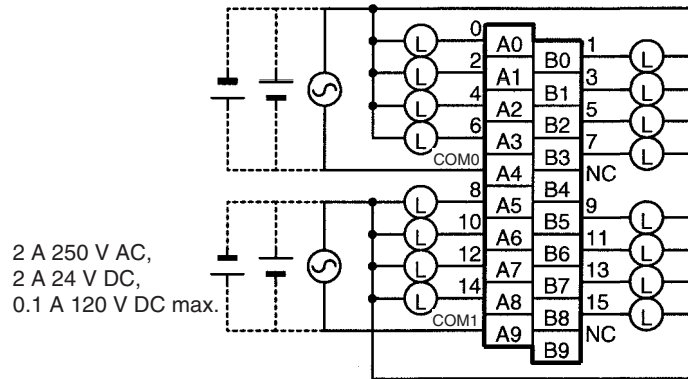 0 A0 1
L B0 L
2 A1 3
L B1 L
4 A2 5
L B2 L
6 A3 7
L B3 L
COM0 A4 NC
B4
8 A5 9
L B5 L
10 A6 11
L B6 L
12 A7 13
L B7 L
14 A8 15
L B8 L
COM1 A9 NC
B9
2 A 250 V AC,
2 A 24 V DC,
0.1 A 120 V DC max.